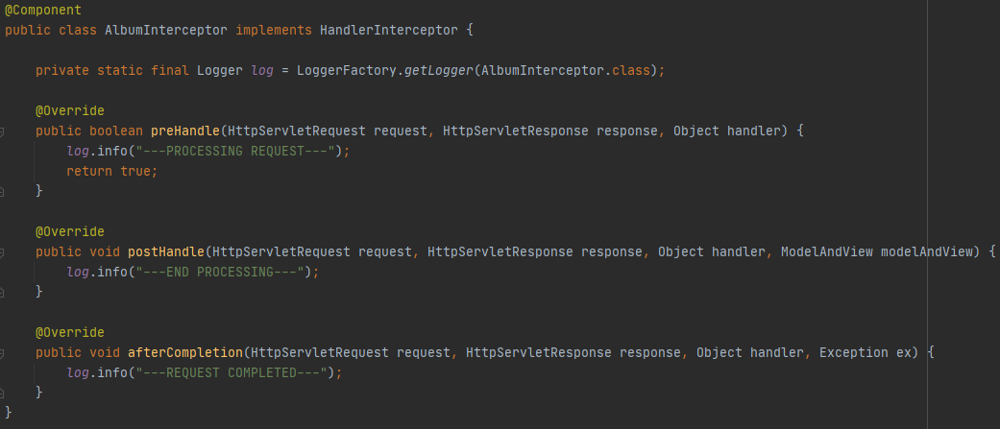 @Component
public class AlbumInterceptor implements HandlerInterceptor {
private static final Logger log = LoggerFactory.getLogger(AlbumInterceptor.class);
@Override
public boolean preHandle(HttpServletRequest request, HttpServletResponse response, Object handler) {
log.info("---PROCESSING REQUEST---");
return true;
}
@Override
public void postHandle(HttpServletRequest request, HttpServletResponse response, Object handler, ModelAndView modelAndView) {
log.info("---END PROCESSING---");
}
@Override
public void afterCompletion(HttpServletRequest request, HttpServletResponse response, Object handler, Exception ex) {
log.info("---REQUEST COMPLETED---");
}
}